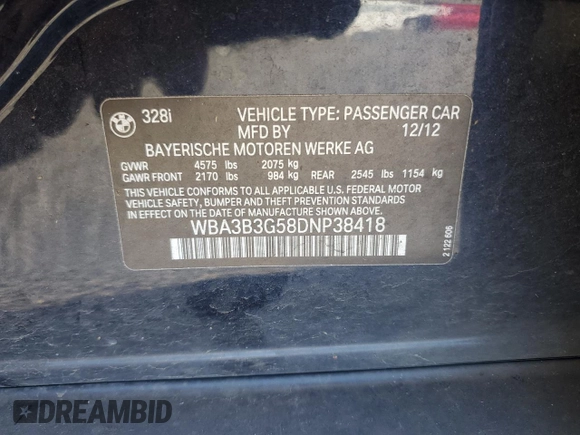 328i VEHICLE TYPE: PASSENGER CAR
MFD BY 12/12
BAYERISCHE MOTOREN WERKE AG
GVWR 4575 lbs 2075 kg
GAWR FRONT 2170 lbs 984 kg REAR 2545 lbs 1154 kg
THIS VEHICLE CONFORMS TO ALL APPLICABLE U.S. FEDERAL MOTOR
VEHICLE SAFETY, BUMPER AND THEFT PREVENTION STANDARDS
IN EFFECT ON THE DATE OF MANUFACTURE SHOWN ABOVE.
WBA3B3G58DNP38418
2 122 606
DREAMBID